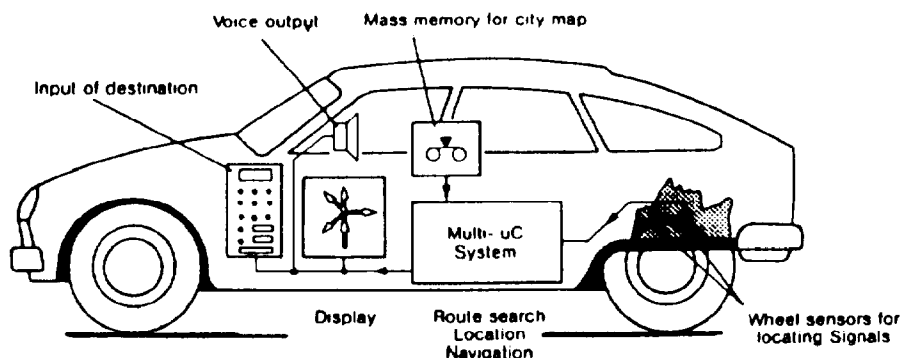 Voice output
Mass memory for city map
Input of destination
Multi- uC
System
Display
Route search
Location
Navigation
Wheel sensors for
locating Signals